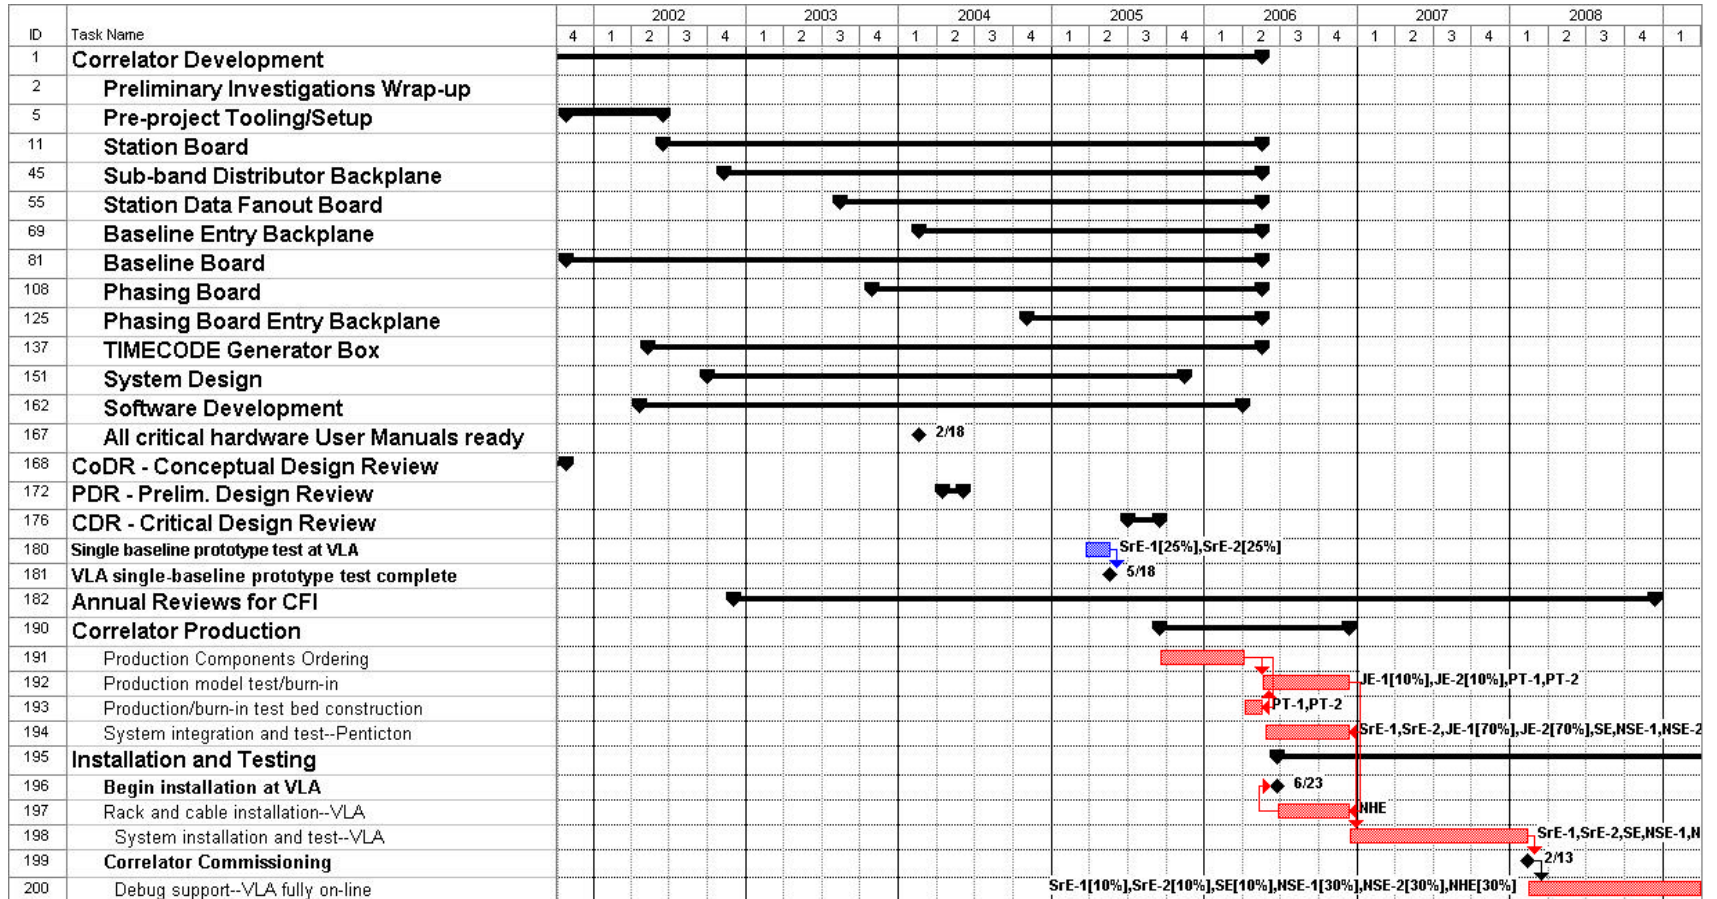 2002 2003 2004 2005 2006 2007 2008
ID Task Name 4 1 2 3 4 1 2 3 4 1 2 3 4 1 2 3 4 1 2 3 4 1 2 3 4 1 2 3 4 1
1 Correlator Development
2 Preliminary Investigations Wrap-up
5 Pre-project Tooling/Setup
11 Station Board
45 Sub-band Distributor Backplane
55 Station Data Fanout Board
69 Baseline Entry Backplane
81 Baseline Board
108 Phasing Board
125 Phasing Board Entry Backplane
137 TIMECODE Generator Box
151 System Design
162 Software Development
167 All critical hardware User Manuals ready 2/18
168 CoDR - Conceptual Design Review
172 PDR - Prelim. Design Review
176 CDR - Critical Design Review
180 Single baseline prototype test at VLA SrE-1[25%],SrE-2[25%]
181 VLA single-baseline prototype test complete 5/18
182 Annual Reviews for CFI
190 Correlator Production
191 Production Components Ordering
192 Production model test/burn-in JE-1[10%],JE-2[10%],PT-1,PT-2
193 Production/burn-in test bed construction PT-1,PT-2
194 System integration and test--Penticton SrE-1,SrE-2,JE-1[70%],JE-2[70%],SE,NSE-1,NSE-2
195 Installation and Testing
196 Begin installation at VLA 6/23
197 Rack and cable installation--VLA NHE
198 System installation and test--VLA SrE-1,SrE-2,SE,NSE-1,N
199 Correlator Commissioning 2/13
200 Debug support--VLA fully on-line SrE-1[10%],SrE-2[10%],SE[10%],NSE-1[30%],NSE-2[30%],NHE[30%]